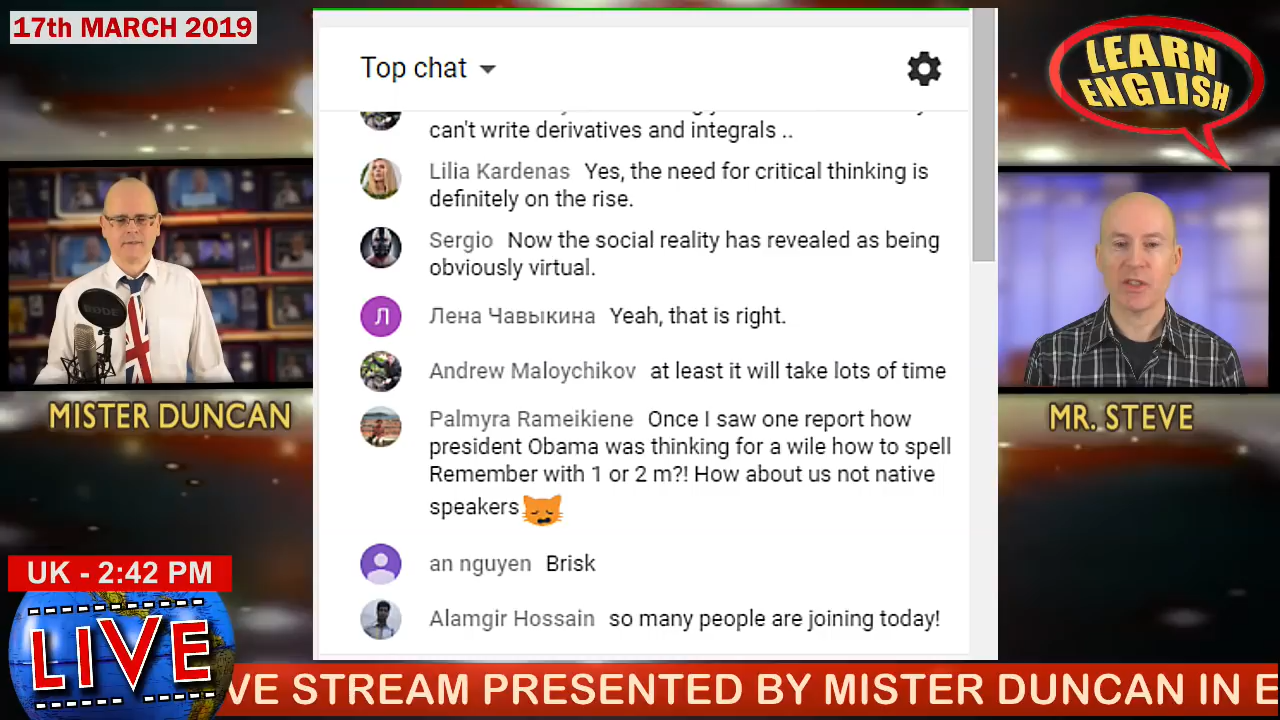 17th MARCH 2019
LEARN
ENGLISH
Top chat
can't write derivatives and integrals ..
Lilia Kardenas Yes, the need for critical thinking is
definitely on the rise.
Sergio Now the social reality has revealed as being
obviously virtual.
Лена Чавыкина Yeah, that is right.
Andrew Maloychikov at least it will take lots of time
Palmyra Rameikiene Once I saw one report how
president Obama was thinking for a wile how to spell
Remember with 1 or 2 m?! How about us not native
speakers
an nguyen Brisk
Alamgir Hossain so many people are joining today!
RODE
MISTER DUNCAN
MR. STEVE
UK - 2:42 PM
LIVE
VE STREAM PRESENTED BY MISTER DUNCAN IN E